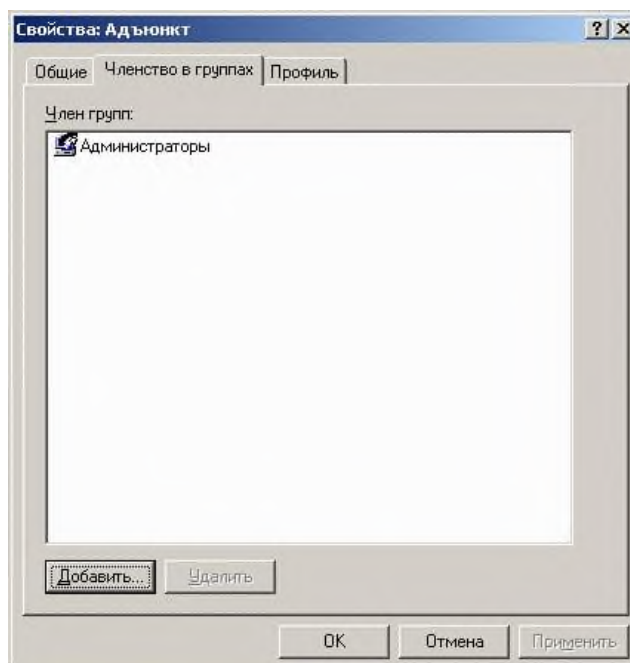 Свойства: Адъюнкт
Общие Членство в группах Профиль
Член групп:
Администраторы
Добавить... Удалить
OK Отмена Применить